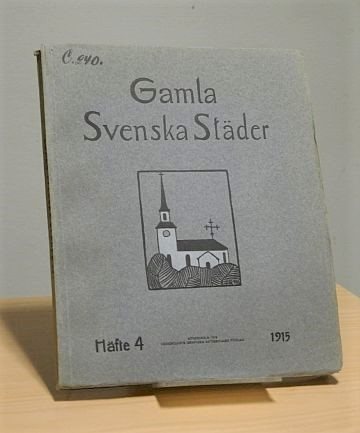 C.240.
Gamla
Svenska Städer
Häfte 4
1915